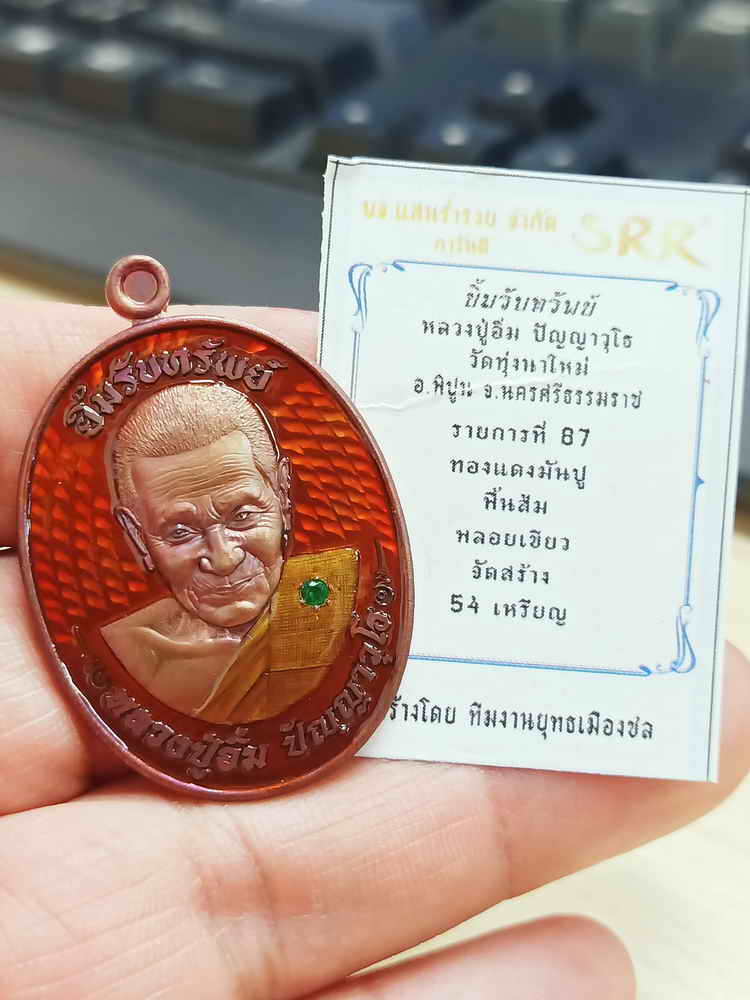 ยิ้มรับทรัพย์
หลวงปู่อิ่ม ปัญญาวุโธ
บจ แสนร่ำรวย จำกัด
การันตี
SRR
ยิ้มรับทรัพย์
หลวงปู่อิ่ม ปัญญาวุโธ
วัดทุ่งนาใหม่
อ.พิปูน จ.นครศรีธรรมราช
รายการที่ 87
ทองแดงมันปู
พื้นส้ม
พลอยเขียว
จัดสร้าง
54 เหรียญ
ร้างโดย ทีมงานยุทธเมืองชล